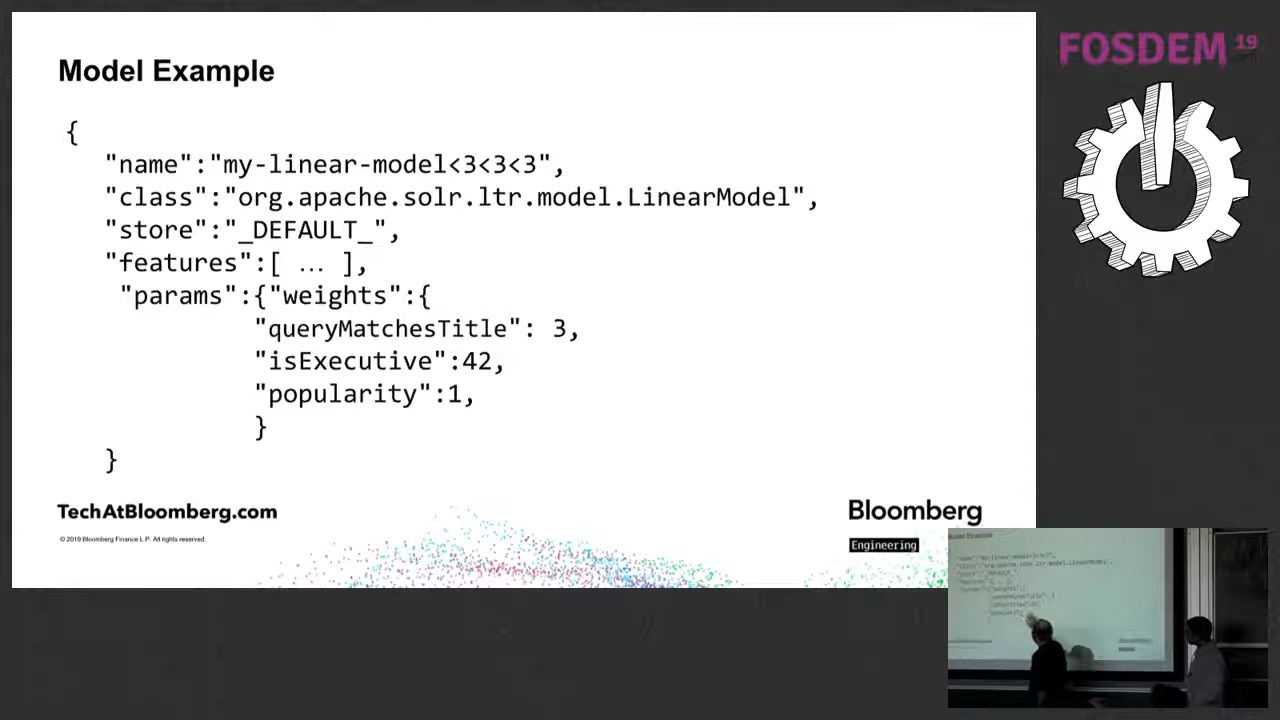 Model Example
{
"name":"my-linear-model<3<3<3",
"class":"org.apache.solr.ltr.model.LinearModel",
"store":"_DEFAULT_",
"features":[ … ],
"params":{"weights":{
"queryMatchesTitle": 3,
"isExecutive":42,
"popularity":1,
}
}
TechAtBloomberg.com
© 2019 Bloomberg Finance L.P. All rights reserved.
Bloomberg
Engineering
FOSDEM 19
Model Example